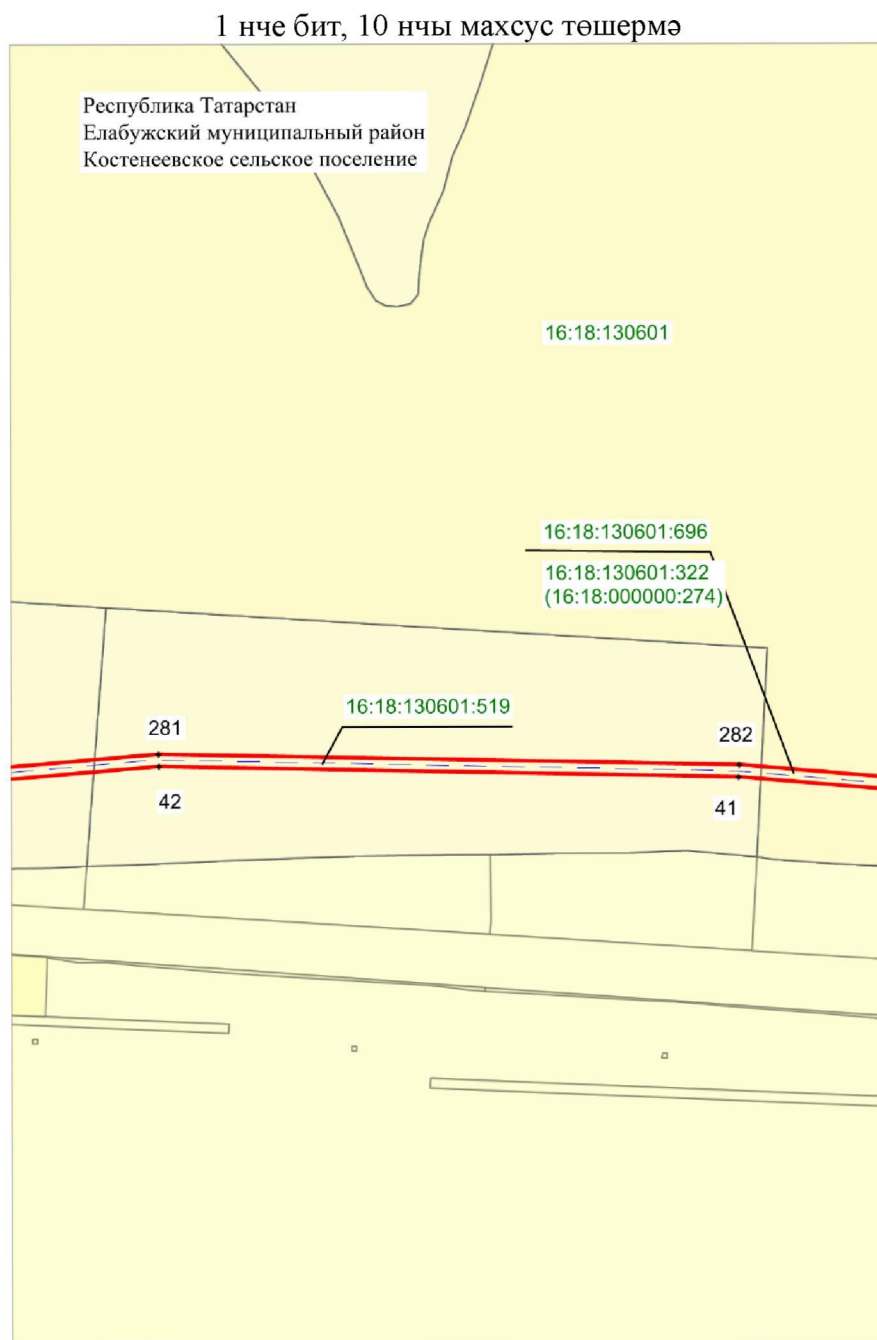 1 нче бит, 10 нчы махсус төшермә
Республика Татарстан
Елабужский муниципальный район
Костенеевское сельское поселение
16:18:130601
16:18:130601:696
16:18:130601:322
(16:18:000000:274)
16:18:130601:519
281
282
42
41